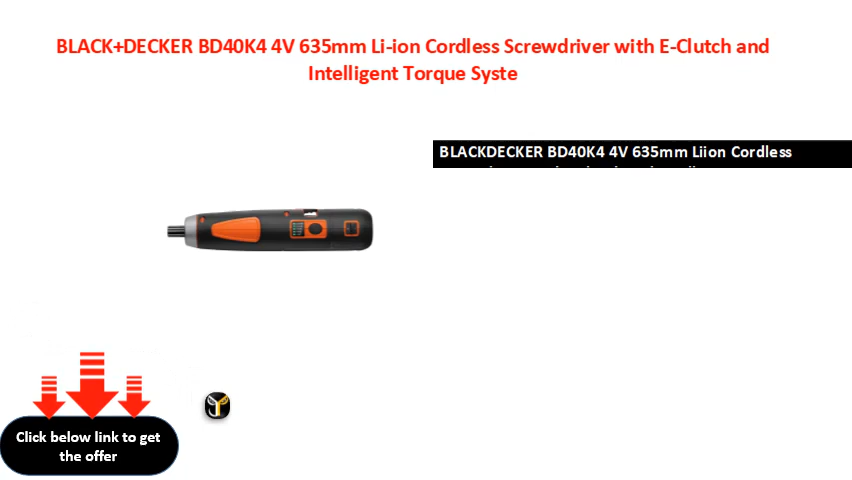 BLACK+DECKER BD40K4 4V 635mm Li-ion Cordless Screwdriver with E-Clutch and
Intelligent Torque Syste
BLACKDECKER BD40K4 4V 635mm Liion Cordless
Click below link to get
the offer